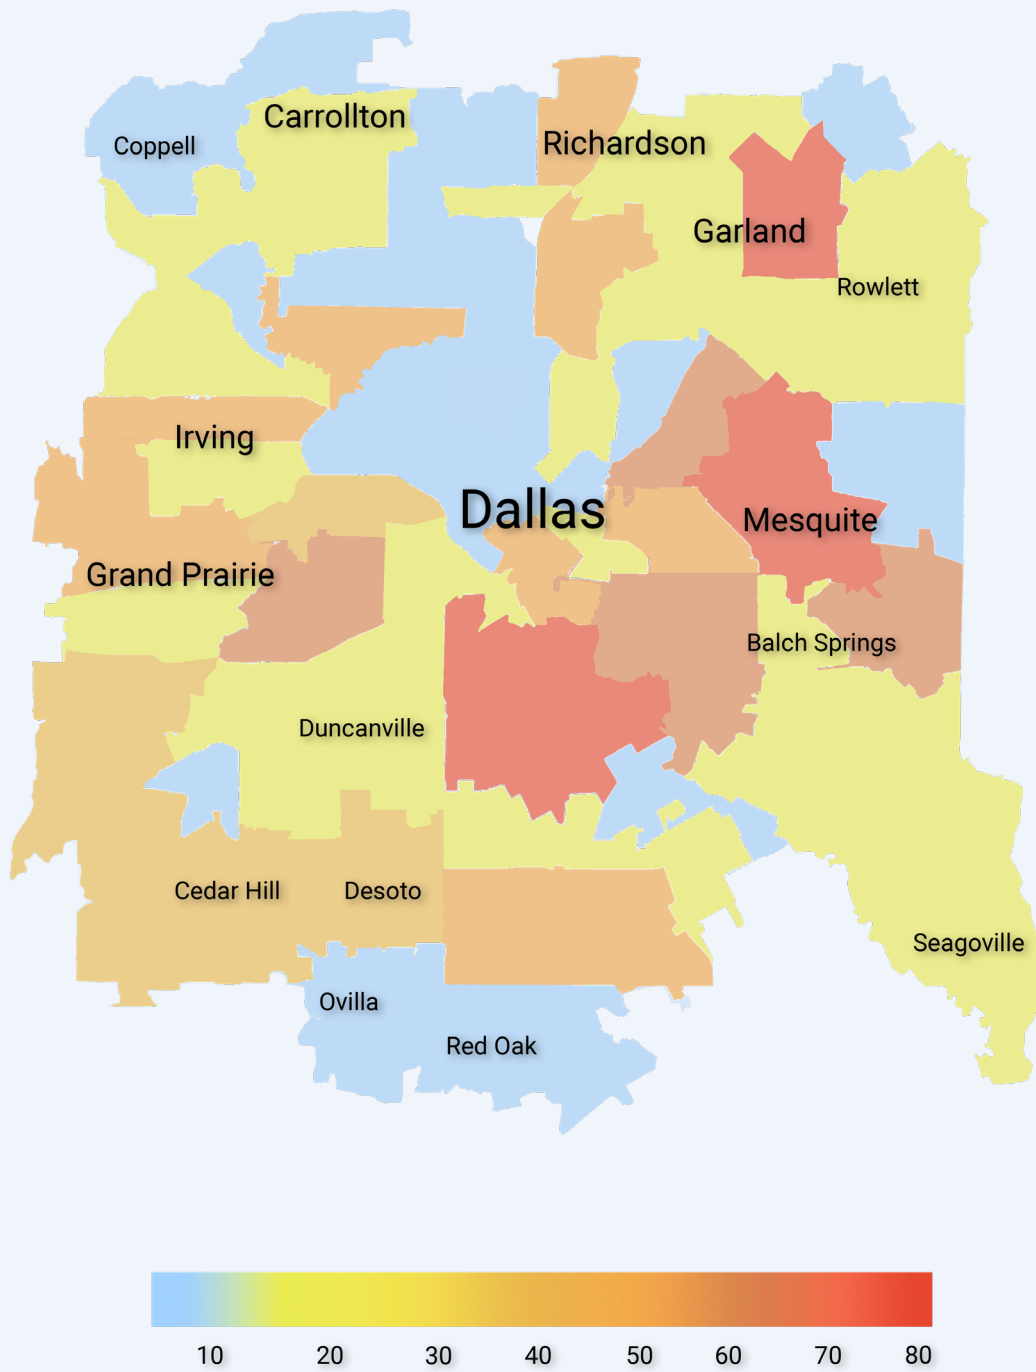 Carrollton
Coppell
Richardson
Garland
Rowlett
Irving
Dallas
Mesquite
Grand Prairie
Balch Springs
Duncanville
Cedar Hill
Desoto
Seagoville
Ovilla
Red Oak
10 20 30 40 50 60 70 80